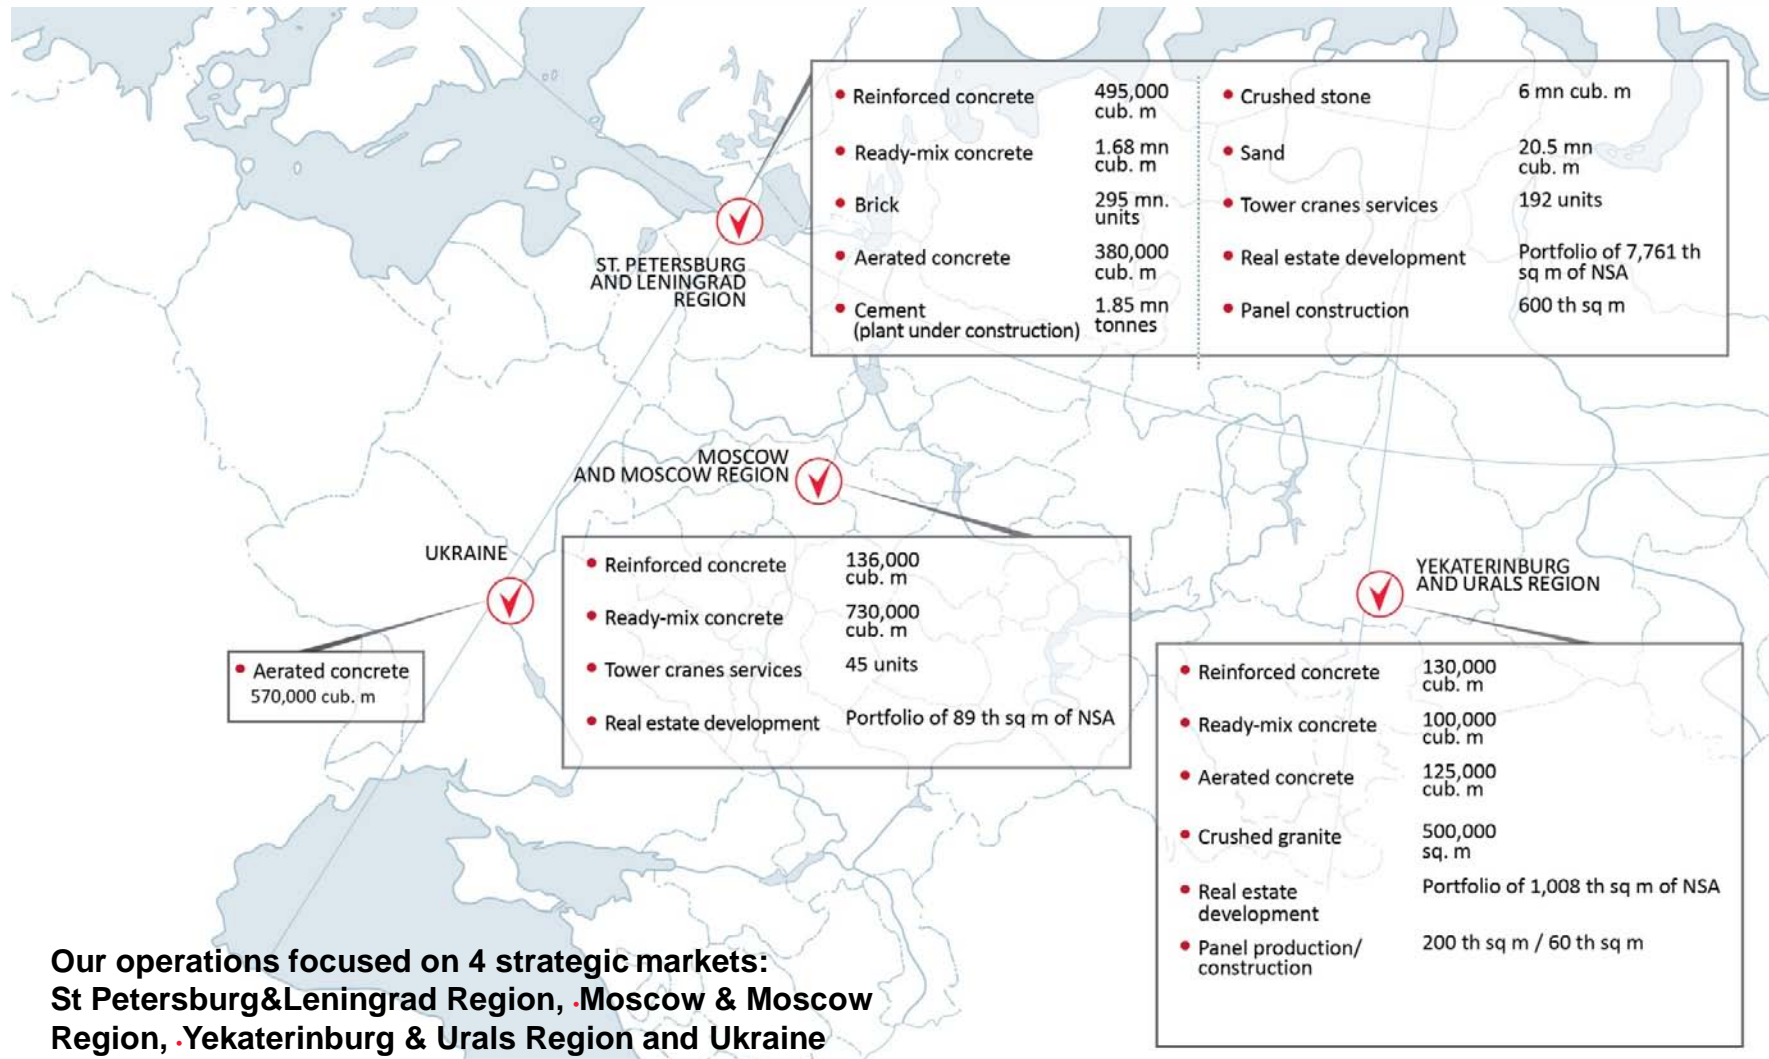 • Reinforced concrete 495,000
cub. m
• Ready-mix concrete 1.68 mn
cub. m
• Brick 295 mn.
units
• Aerated concrete 380,000
cub. m
• Cement 1.85 mn
(plant under construction) tonnes
• Crushed stone 6 mn cub. m
• Sand 20.5 mn
cub. m
• Tower cranes services 192 units
• Real estate development Portfolio of 7,761 th
sq m of NSA
• Panel construction 600 th sq m
ST. PETERSBURG
AND LENINGRAD
REGION
MOSCOW
AND MOSCOW REGION
• Reinforced concrete 136,000
cub. m
• Ready-mix concrete 730,000
cub. m
• Tower cranes services 45 units
• Real estate development Portfolio of 89 th sq m of NSA
UKRAINE
• Aerated concrete
570,000 cub. m
YEKATERINBURG
AND URALS REGION
• Reinforced concrete 130,000
cub. m
• Ready-mix concrete 100,000
cub. m
• Aerated concrete 125,000
cub. m
• Crushed granite 500,000
sq. m
• Real estate Portfolio of 1,008 th sq m of NSA
development
• Panel production/ 200 th sq m / 60 th sq m
construction
Our operations focused on 4 strategic markets:
St Petersburg&Leningrad Region, •Moscow & Moscow
Region, •Yekaterinburg & Urals Region and Ukraine